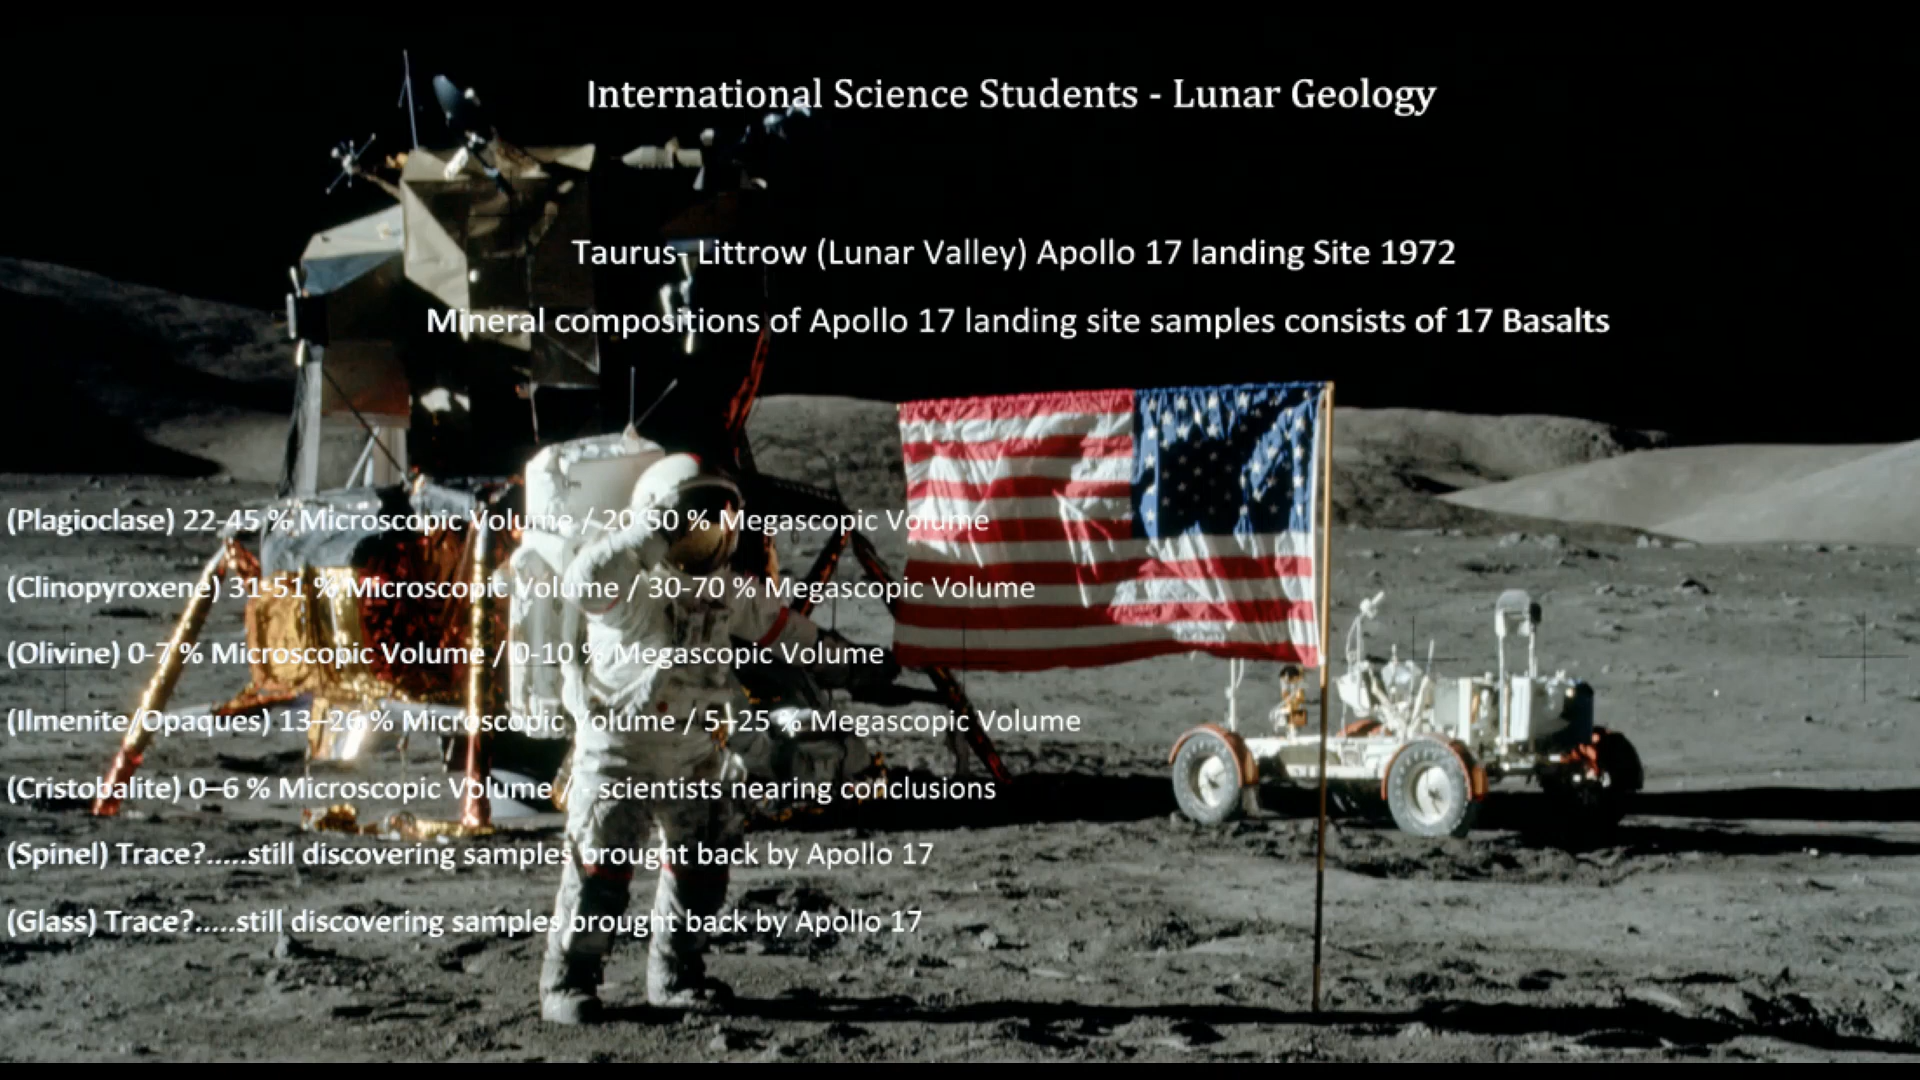 International Science Students - Lunar Geology
Taurus- Littrow (Lunar Valley) Apollo 17 landing Site 1972
Mineral compositions of Apollo 17 landing site samples consists of 17 Basalts
(Plagioclase) 22-45 % Microscopic Volume / 20-50 % Megascopic Volume
(Clinopyroxene) 31-51 % Microscopic Volume / 30-70 % Megascopic Volume
(Olivine) 0-7 % Microscopic Volume / 0-10 % Megascopic Volume
(Ilmenite/Opaques) 13–26 % Microscopic Volume / 5–25 % Megascopic Volume
(Cristobalite) 0–6 % Microscopic Volume / - scientists nearing conclusions
(Spinel) Trace?.....still discovering samples brought back by Apollo 17
(Glass) Trace?.....still discovering samples brought back by Apollo 17